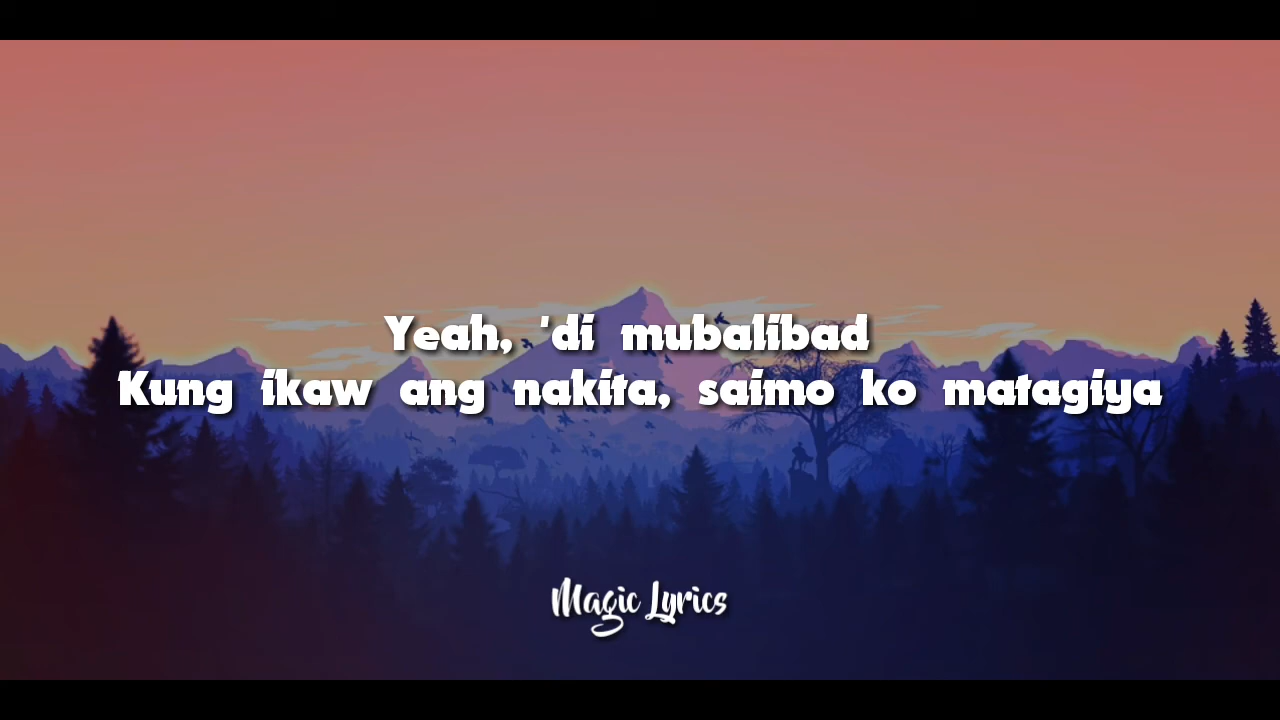 Yeah, 'di mubalibad
Kung ikaw ang nakita, saimo ko matagiya
Magic Lyrics